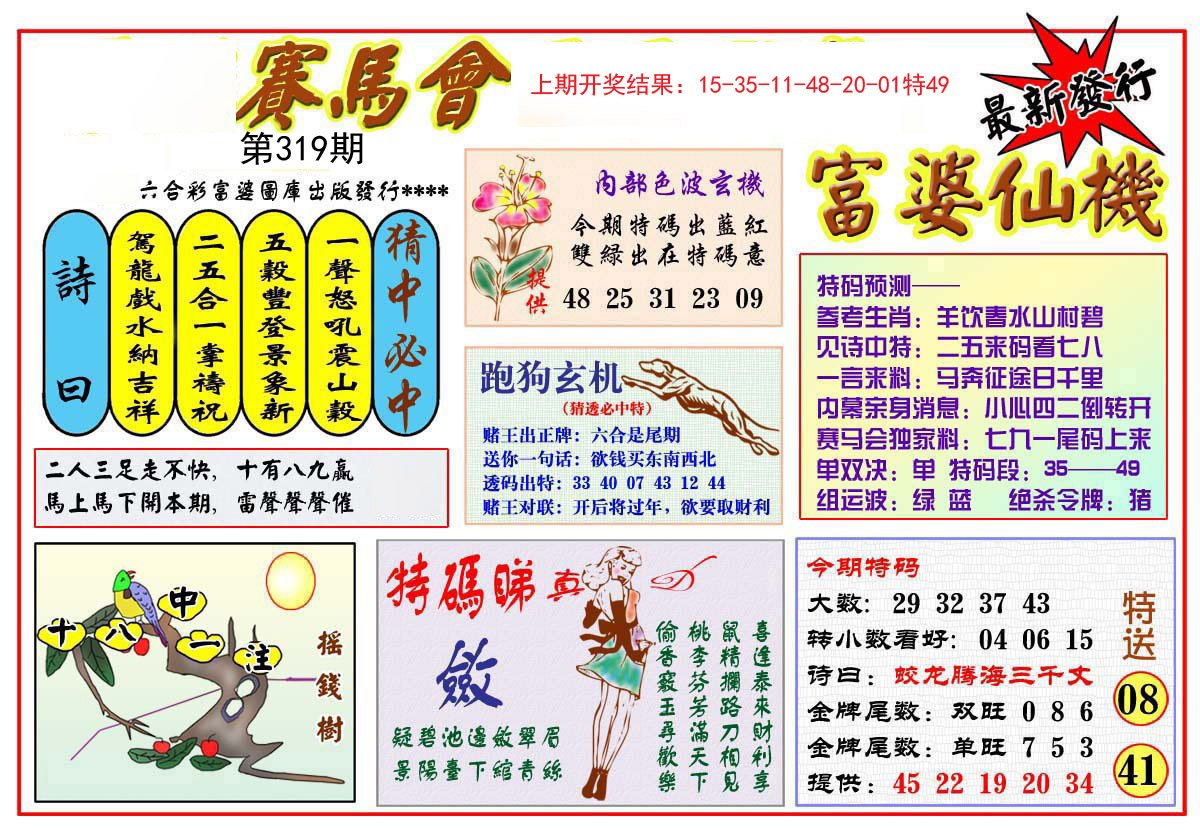 賽馬會
上期开奖结果：15-35-11-48-20-01特49
最新發行
第319期
富婆仙機
六合彩富婆圖庫出版發行****
猜中必中
一聲怒吼震山穀
五穀豐登景象新
二五合一拿禱祝
駕龍戲水納吉祥
詩曰
二人三足走不快，十有八九贏
馬上馬下開本期，雷聲聲聲催
內部色波玄機
今期特碼出藍紅
雙綠出在特碼意
提供
48 25 31 23 09
跑狗玄机
（猜透必中特）
赌王出正牌：六合是尾期
送你一句话：欲钱买东南西北
透码出特：33 40 07 43 12 44
赌王对联：开后将过年，欲要取财利
特码预测——
参考生肖：羊饮春水山村碧
见诗中特：二五来码看七八
一言来料：马奔征途日千里
内幕亲身消息：小心四二倒转开
赛马会独家料：七九一尾码上来
单双决：单 特码段：35——49
组运波：绿 蓝 绝杀令牌：猪
十八中一注
搖錢樹
特碼睇真D
斂
疑碧池邊斂翠眉
景陽臺下綰青絲
喜逢泰來財利享
鼠精攔路刀相見
桃李芬芳滿天下
偷香竊玉尋歡樂
今期特码
大数：29 32 37 43
转小数看好：04 06 15
诗曰：蛟龙腾海三千丈
金牌尾数：双旺 0 8 6
金牌尾数：单旺 7 5 3
提供：45 22 19 20 34
特送
08
41